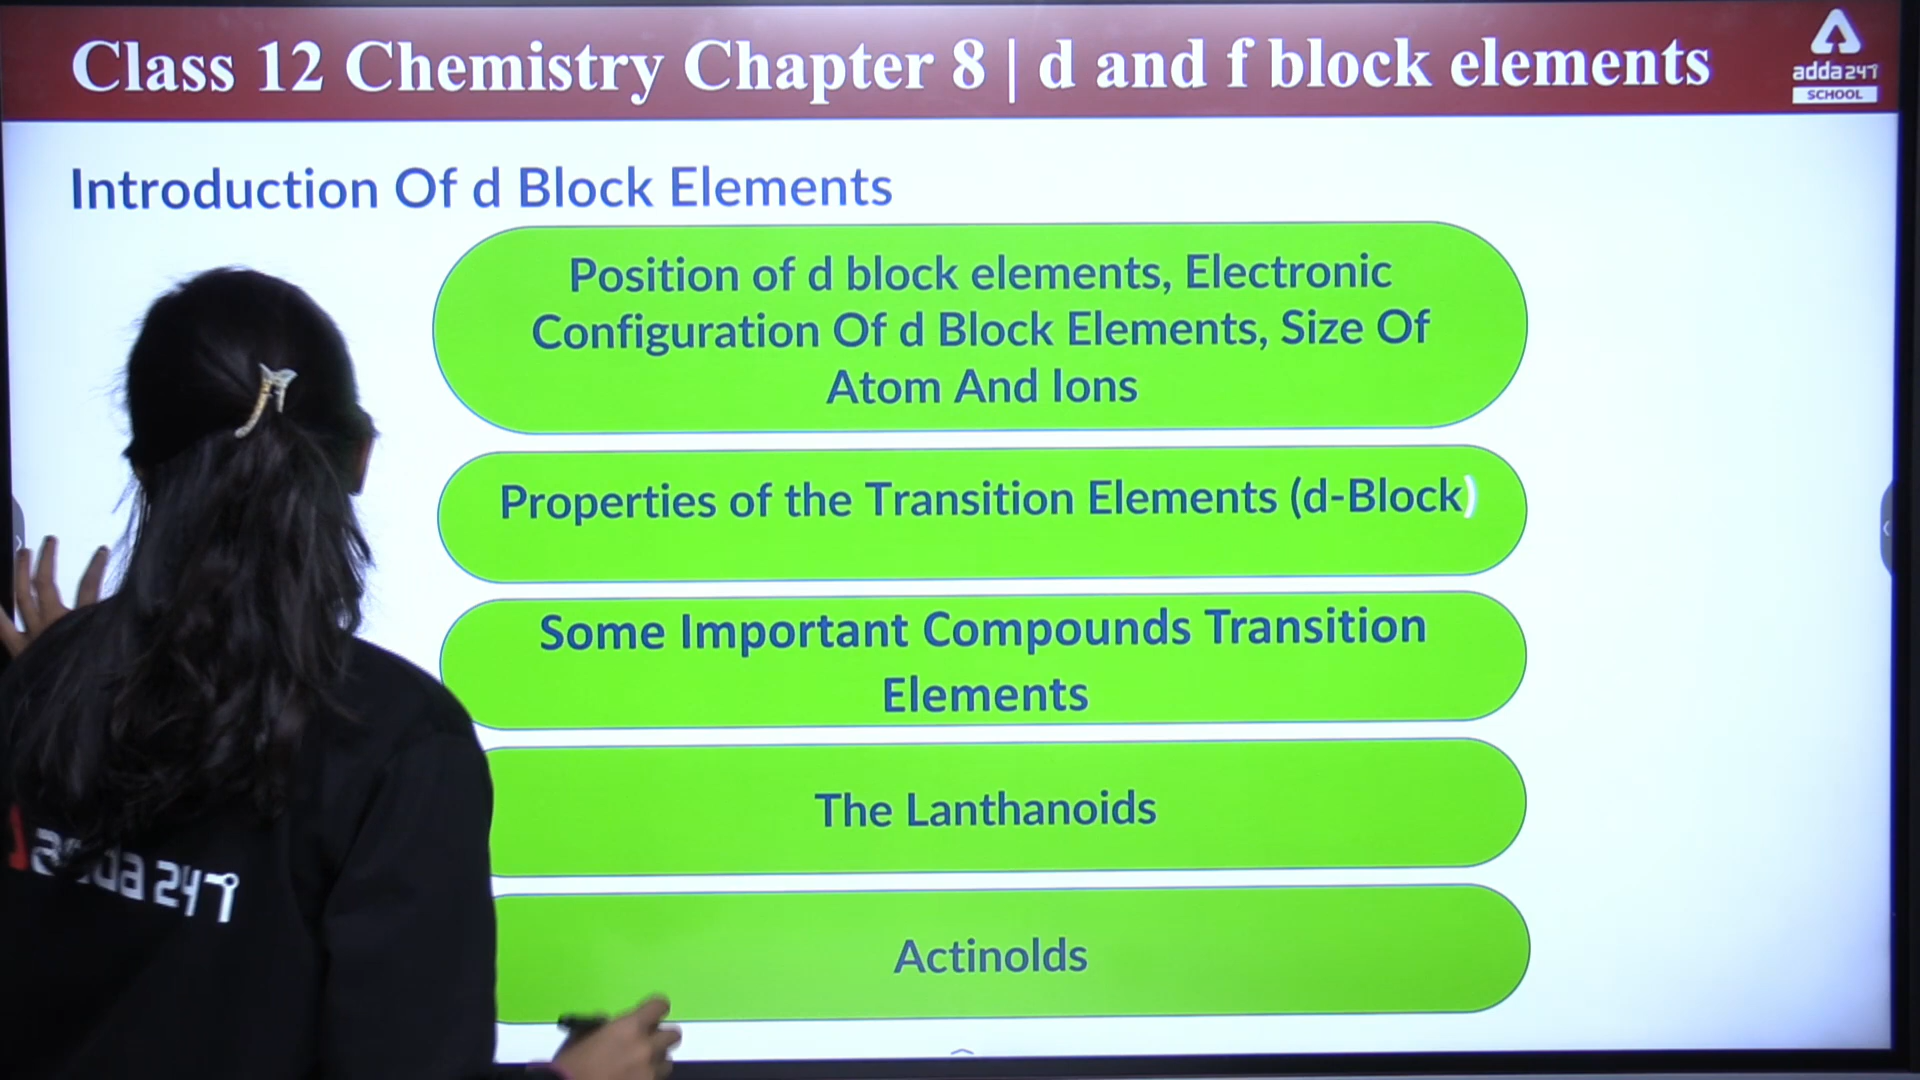 Class 12 Chemistry Chapter 8 | d and f block elements
adda247
SCHOOL
Introduction Of d Block Elements
Position of d block elements, Electronic
Configuration Of d Block Elements, Size Of
Atom And Ions
Properties of the Transition Elements (d-Block)
Some Important Compounds Transition
Elements
The Lanthanoids
Actinolds
adda247